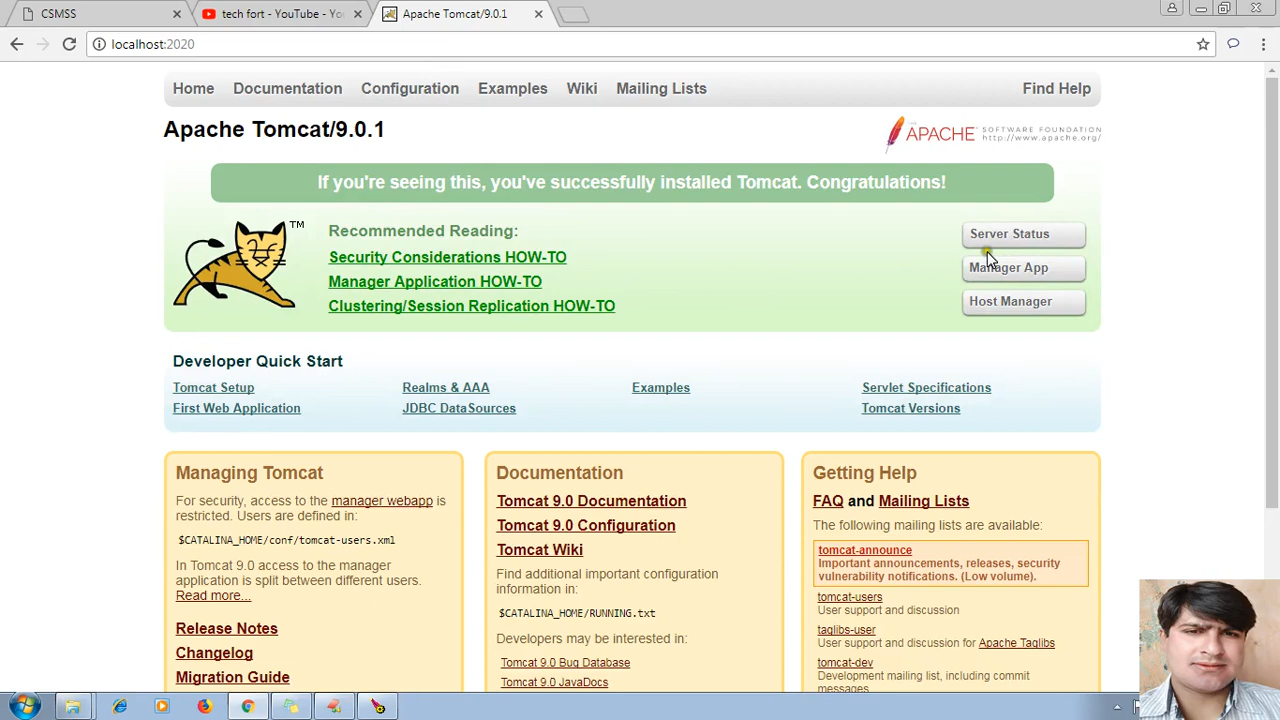 CSMSS
tech fort - YouTube - Yo
Apache Tomcat/9.0.1
localhost:2020
Home Documentation Configuration Examples Wiki Mailing Lists Find Help
Apache Tomcat/9.0.1
APACHE SOFTWARE FOUNDATION
http://www.apache.org/
If you're seeing this, you've successfully installed Tomcat. Congratulations!
TM
Recommended Reading:
Security Considerations HOW-TO
Manager Application HOW-TO
Clustering/Session Replication HOW-TO
Server Status
Manager App
Host Manager
Developer Quick Start
Tomcat Setup
First Web Application
Realms & AAA
JDBC DataSources
Examples
Servlet Specifications
Tomcat Versions
Managing Tomcat
For security, access to the manager webapp is
restricted. Users are defined in:
$CATALINA_HOME/conf/tomcat-users.xml
In Tomcat 9.0 access to the manager
application is split between different users.
Read more...
Release Notes
Changelog
Migration Guide
Documentation
Tomcat 9.0 Documentation
Tomcat 9.0 Configuration
Tomcat Wiki
Find additional important configuration
information in:
$CATALINA_HOME/RUNNING.txt
Developers may be interested in:
Tomcat 9.0 Bug Database
Tomcat 9.0 JavaDocs
Getting Help
FAQ and Mailing Lists
The following mailing lists are available:
tomcat-announce
Important announcements, releases, security
vulnerability notifications. (Low volume).
tomcat-users
User support and discussion
taglibs-user
User support and discussion for Apache Taglibs
tomcat-dev
Development mailing list, including commit
messages